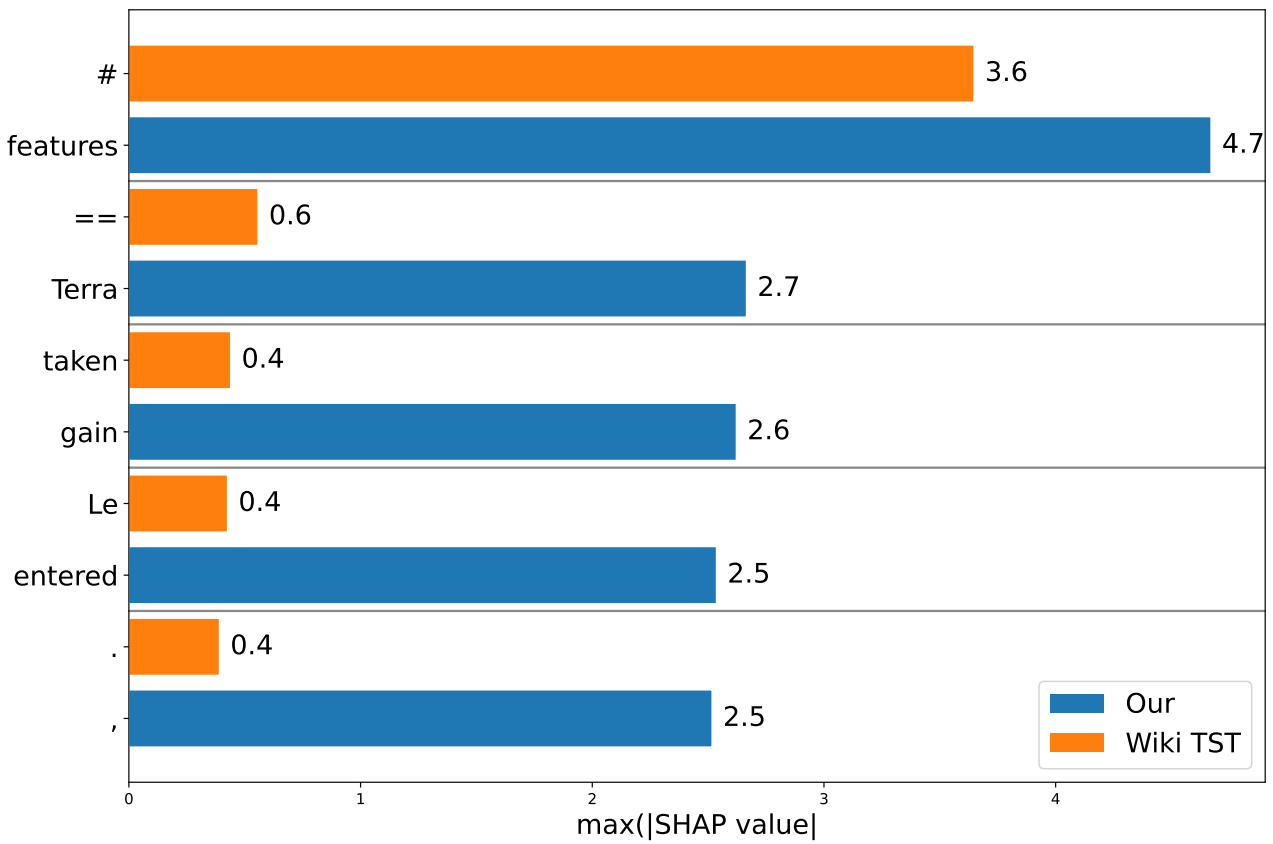 # 3.6
features 4.7
== 0.6
Terra 2.7
taken 0.4
gain 2.6
Le 0.4
entered 2.5
. 0.4
, 2.5
Our
Wiki TST
0 1 2 3 4
max(|SHAP value|